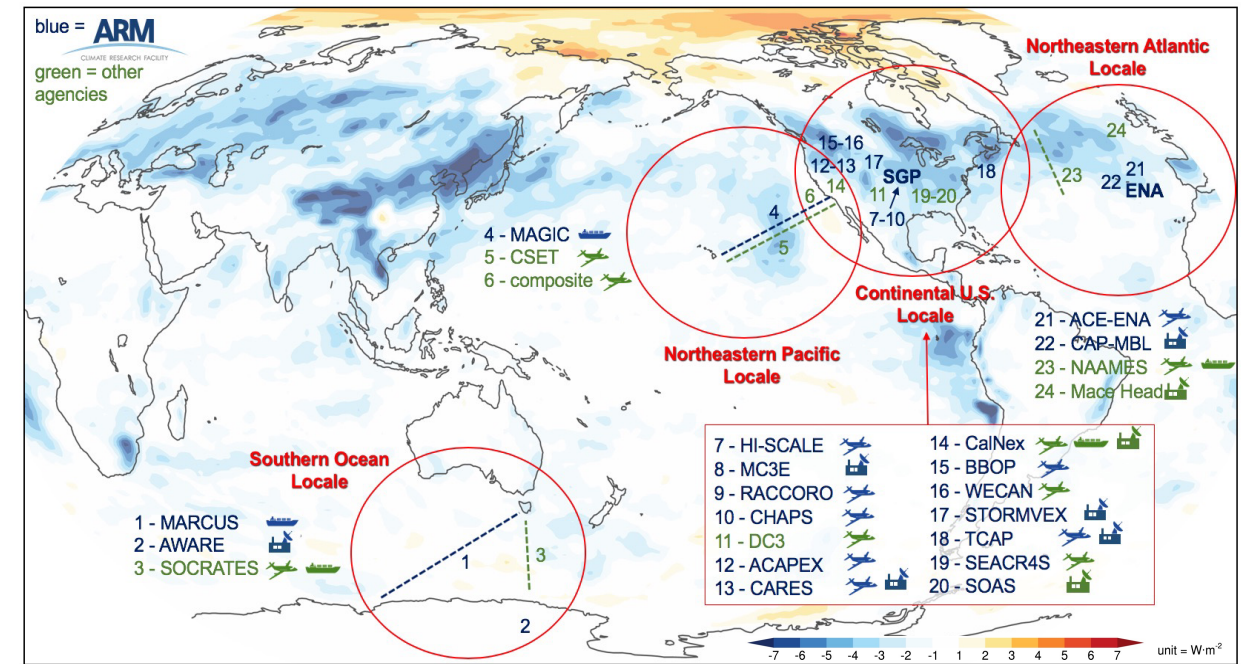 blue = ARM
CLIMATE RESEARCH FACILITY
green = other
agencies
Northeastern Atlantic
Locale
15-16
12-13
17
14
6
SGP
11
19-20
7-10
18
24
23
21
22
ENA
4
5
4 - MAGIC
5 - CSET
6 - composite
Continental U.S.
Locale
Northeastern Pacific
Locale
21 - ACE-ENA
22 - CAP-MBL
23 - NAAMES
24 - Mace Head
Southern Ocean
Locale
1 - MARCUS
2 - AWARE
3 - SOCRATES
1
3
2
7 - HI-SCALE
8 - MC3E
9 - RACCORO
10 - CHAPS
11 - DC3
12 - ACAPEX
13 - CARES
14 - CalNex
15 - BBOP
16 - WECAN
17 - STORMVEX
18 - TCAP
19 - SEACR4S
20 - SOAS
-7 -6 -5 -4 -3 -2 -1 1 2 3 4 5 6 7 unit = W·m⁻²